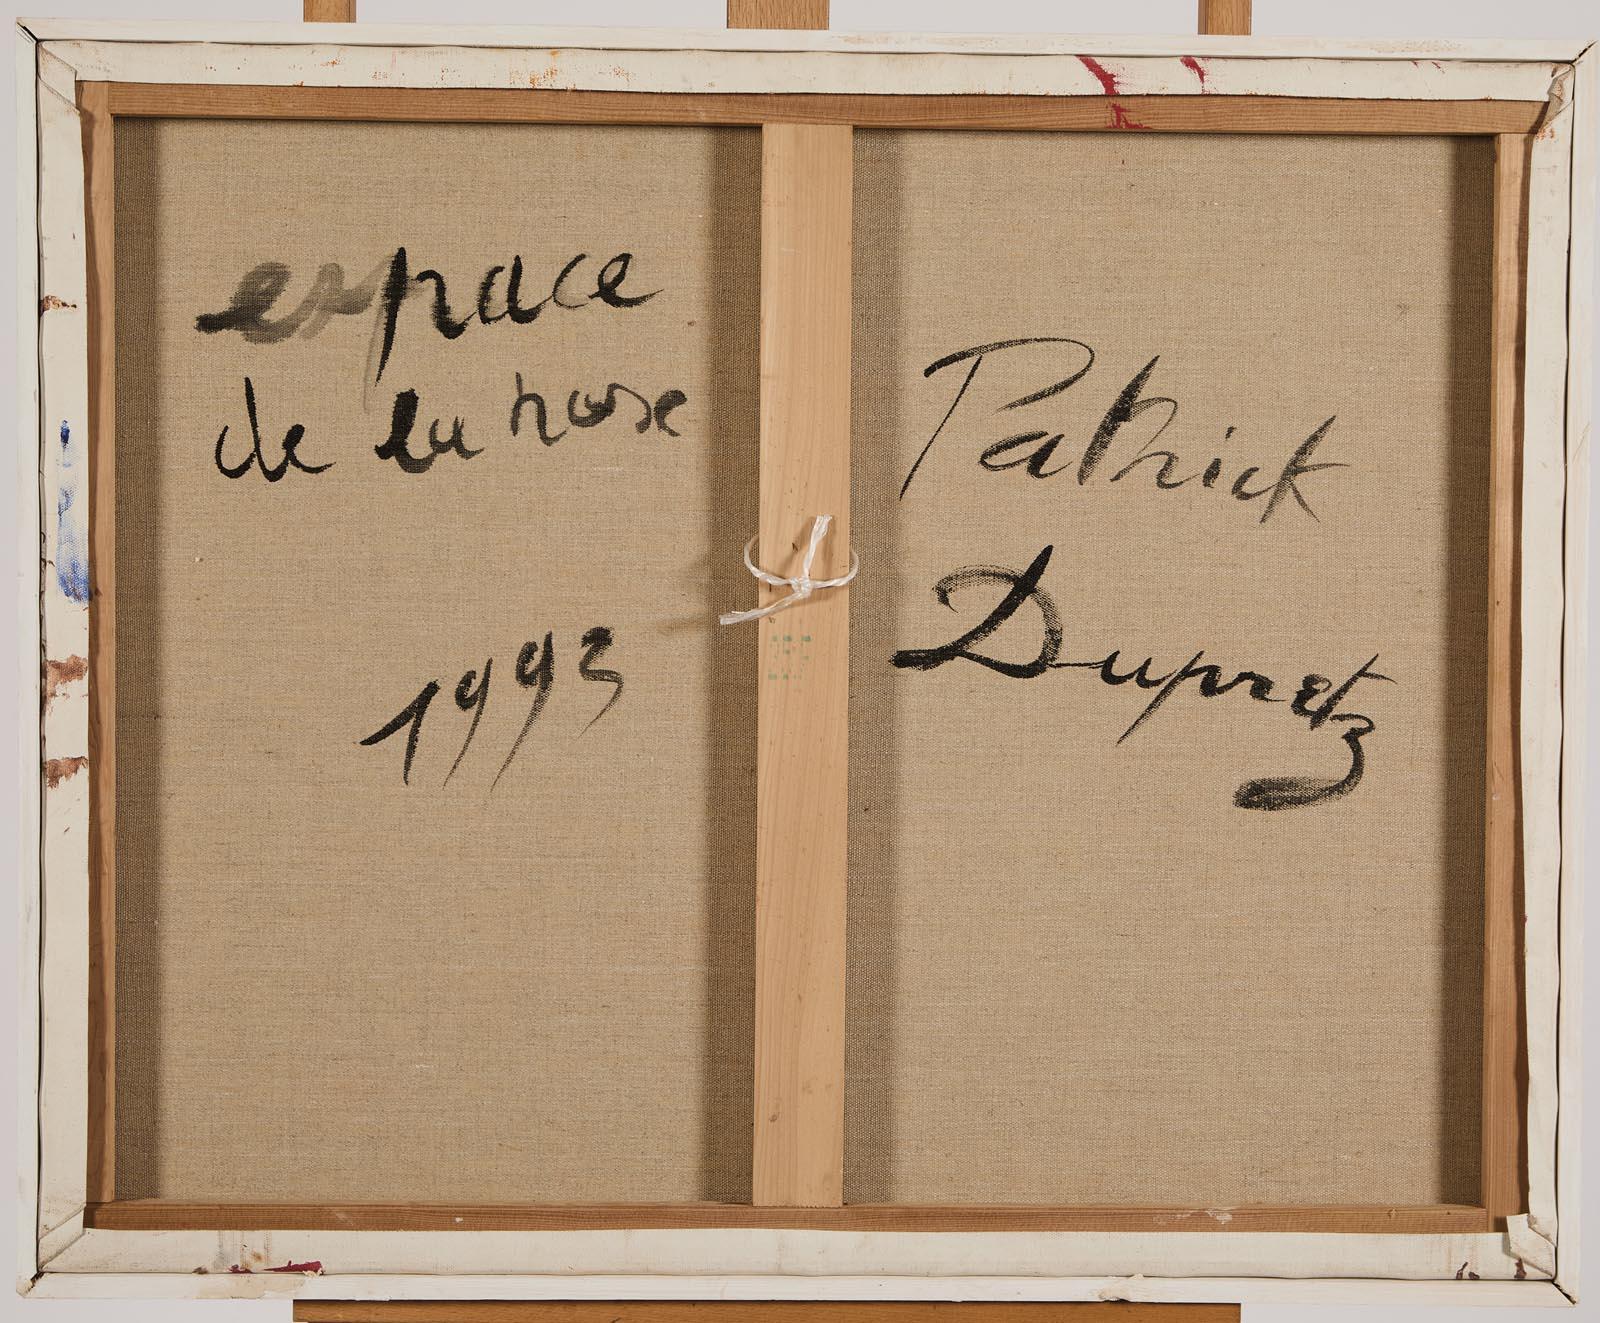 espace
de la rose
1993
Patrick
Dupretz